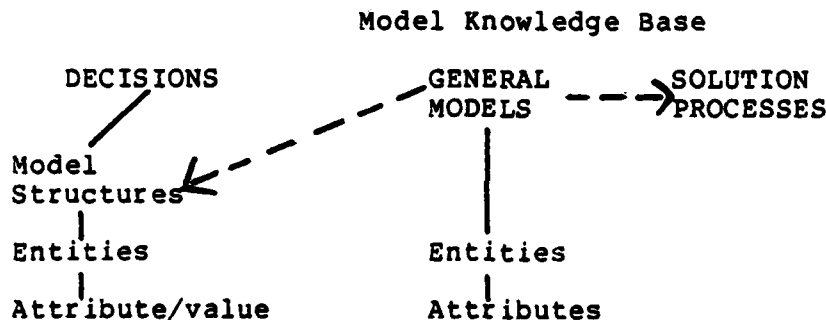 Model Knowledge Base
DECISIONS GENERAL SOLUTION
MODELS PROCESSES
Model
Structures
Entities Entities
Attribute/value Attributes